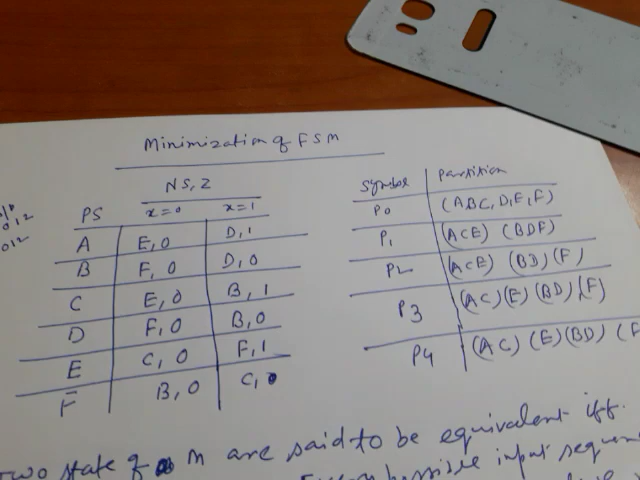 Minimization of FSM
NS, Z
PS x=0 x=1
A E,0 D,1
B F,0 D,0
C E,0 B,1
D F,0 B,0
E C,0 F,1
F B,0 C,0
Symbol Partition
P0 (ABC,D,E,F)
P1 (ACE) (BDF)
P2 (ACE) (BD) (F)
P3 (AC)(E)(BD)(F)
P4 (AC) (E)(BD) (F
Two state of M are said to be equivalent iff.
input sequen